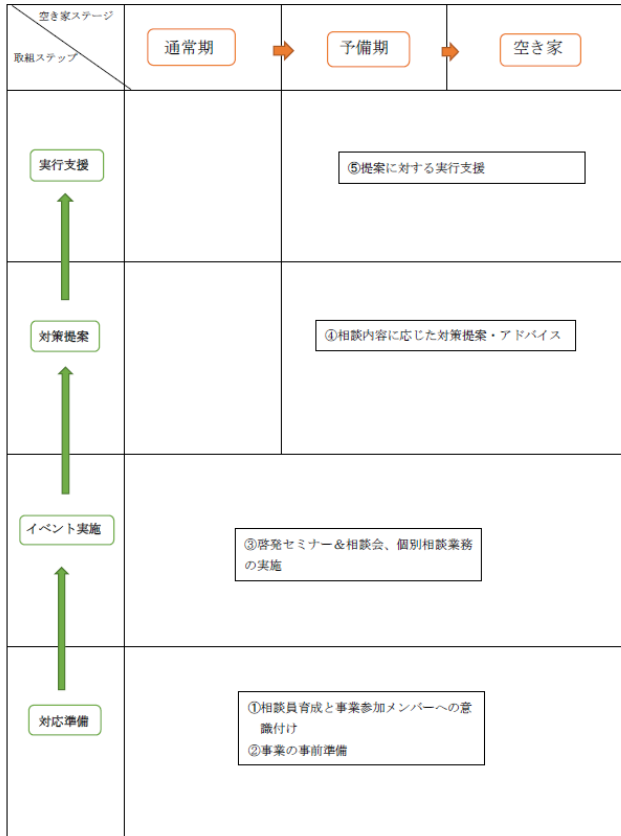 空き家ステージ
取組ステップ
通常期
予備期
空き家
実行支援
⑤提案に対する実行支援
対策提案
④相談内容に応じた対策提案・アドバイス
イベント実施
③啓発セミナー＆相談会、個別相談業務
の実施
対応準備
①相談員育成と事業参加メンバーへの意
識付け
②事業の事前準備